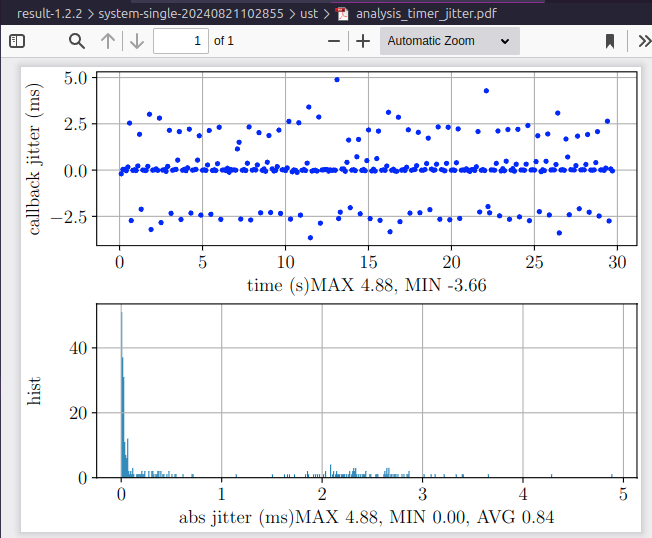 result-1.2.2 > system-single-20240821102855 > ust > analysis_timer_jitter.pdf
1 of 1 Automatic Zoom
callback jitter (ms)
5.0
2.5
0.0
−2.5
0 5 10 15 20 25 30
time (s)MAX 4.88, MIN -3.66
hist
40
20
0
0 1 2 3 4 5
abs jitter (ms)MAX 4.88, MIN 0.00, AVG 0.84